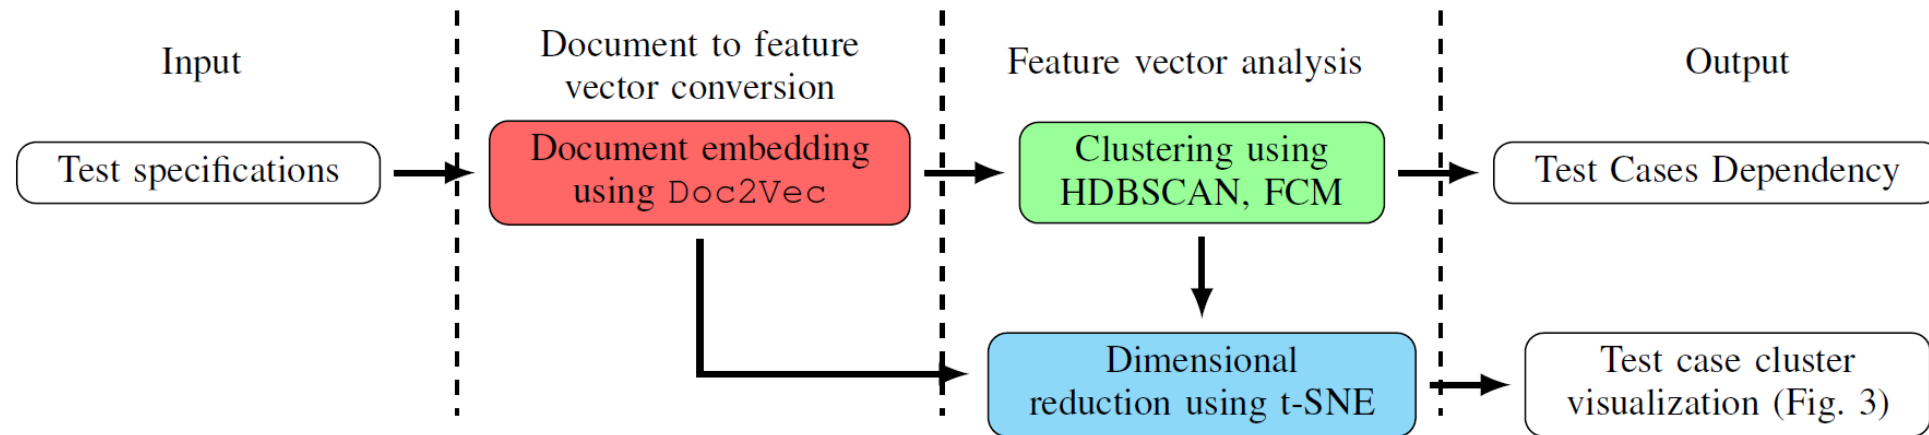 Input
Document to feature
vector conversion
Feature vector analysis
Output
Test specifications
Document embedding
using Doc2Vec
Clustering using
HDBSCAN, FCM
Test Cases Dependency
Dimensional
reduction using t-SNE
Test case cluster
visualization (Fig. 3)